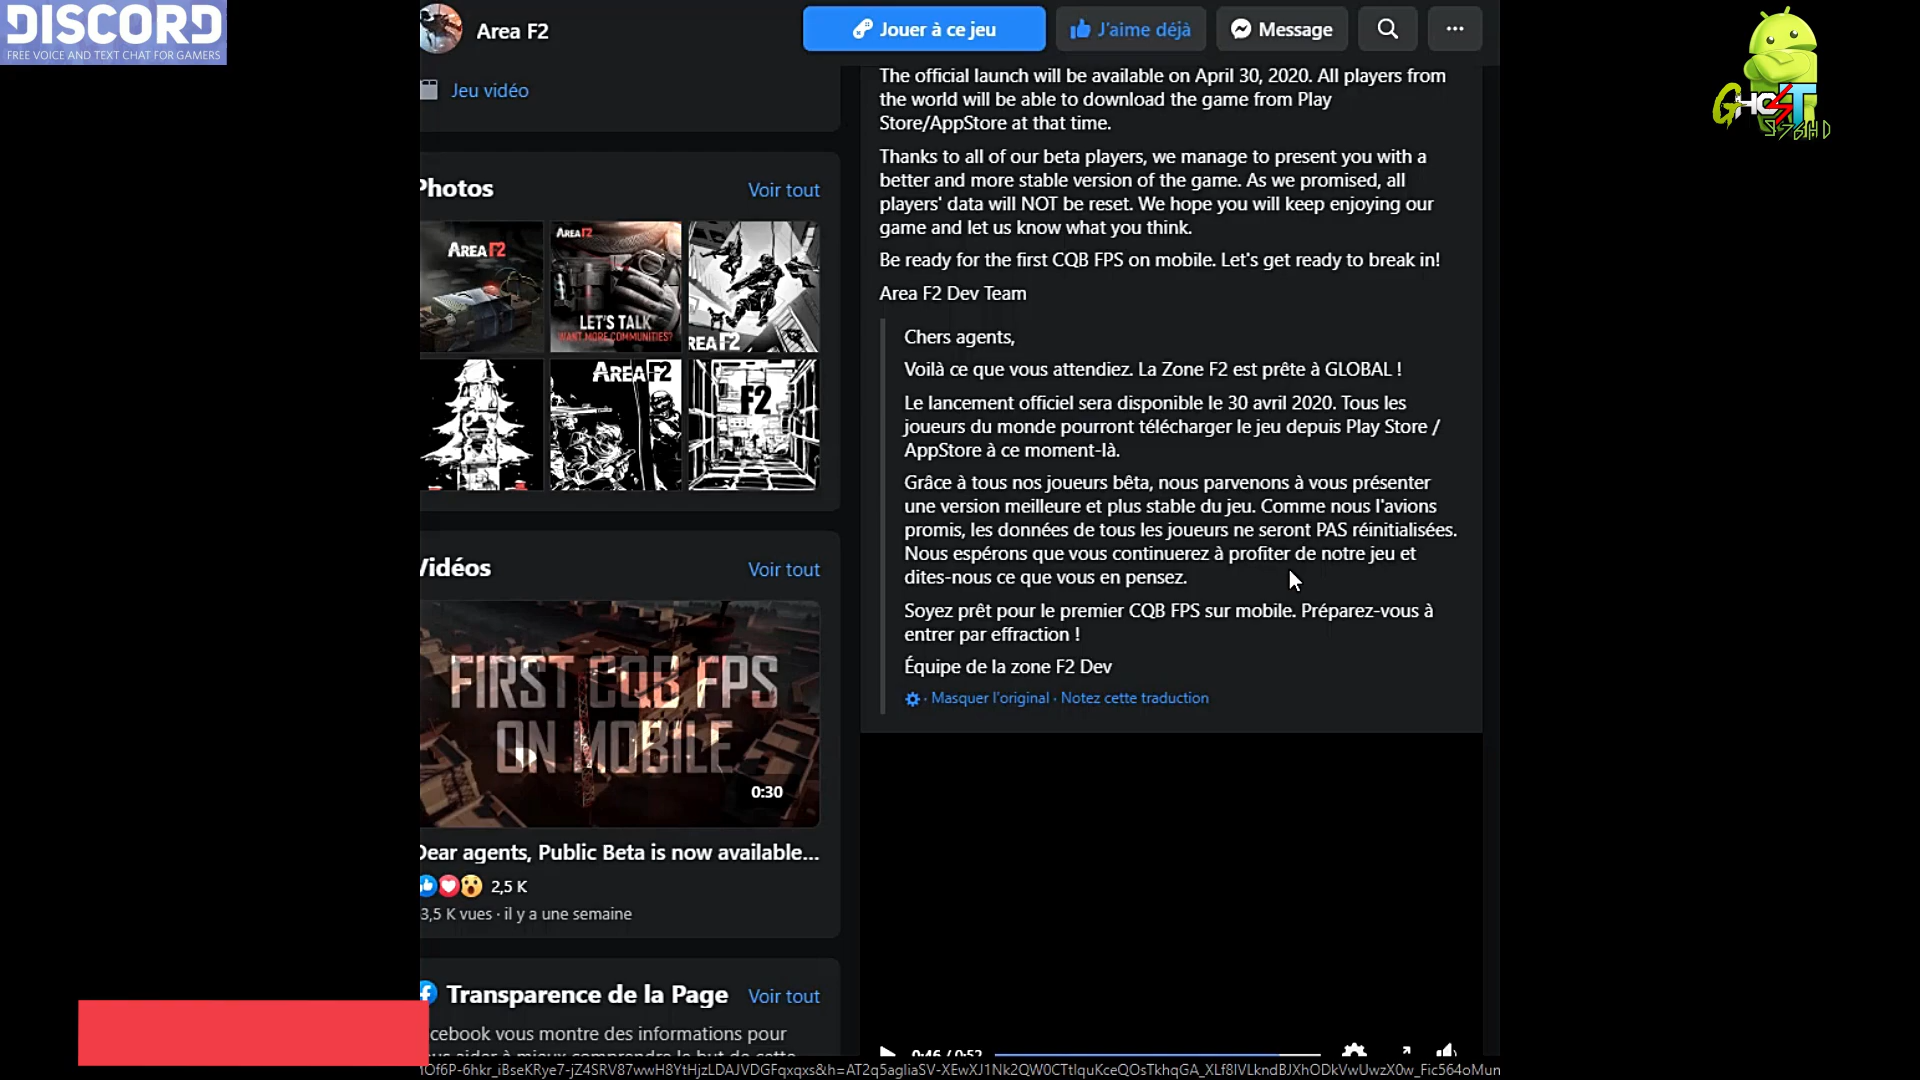 DISCORD
FREE VOICE AND TEXT CHAT FOR GAMERS
Area F2
Jouer à ce jeu
J'aime déjà
Message
GHOST
976HD
Jeu vidéo
Photos
Voir tout
AREA F2
AREA F2
LET'S TALK
WANT MORE COMMUNITIES?
AREA F2
AREA F2
F2
Vidéos
Voir tout
FIRST CQB FPS
ON MOBILE
0:30
Dear agents, Public Beta is now available...
2,5 K
3,5 K vues · il y a une semaine
Transparence de la Page
Voir tout
cebook vous montre des informations pour
The official launch will be available on April 30, 2020. All players from
the world will be able to download the game from Play
Store/AppStore at that time.
Thanks to all of our beta players, we manage to present you with a
better and more stable version of the game. As we promised, all
players' data will NOT be reset. We hope you will keep enjoying our
game and let us know what you think.
Be ready for the first CQB FPS on mobile. Let's get ready to break in!
Area F2 Dev Team
Chers agents,
Voilà ce que vous attendiez. La Zone F2 est prête à GLOBAL !
Le lancement officiel sera disponible le 30 avril 2020. Tous les
joueurs du monde pourront télécharger le jeu depuis Play Store /
AppStore à ce moment-là.
Grâce à tous nos joueurs bêta, nous parvenons à vous présenter
une version meilleure et plus stable du jeu. Comme nous l'avions
promis, les données de tous les joueurs ne seront PAS réinitialisées.
Nous espérons que vous continuerez à profiter de notre jeu et
dites-nous ce que vous en pensez.
Soyez prêt pour le premier CQB FPS sur mobile. Préparez-vous à
entrer par effraction !
Équipe de la zone F2 Dev
· Masquer l'original · Notez cette traduction
0:46 / 0:52